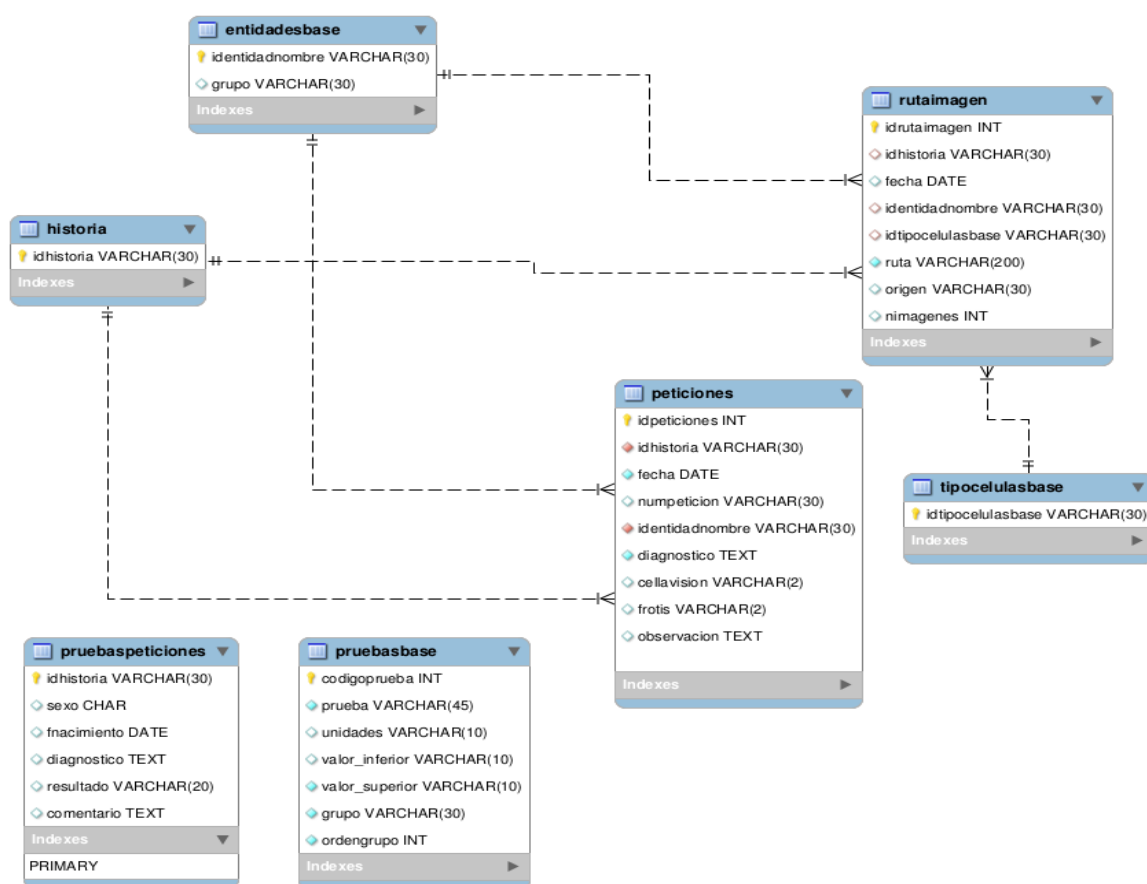 entidadesbase
identidadnombre VARCHAR(30)
grupo VARCHAR(30)
Indexes
rutaimagen
idrutaimagen INT
idhistoria VARCHAR(30)
fecha DATE
identidadnombre VARCHAR(30)
idtipocelulasbase VARCHAR(30)
ruta VARCHAR(200)
origen VARCHAR(30)
nimagenes INT
Indexes
historia
idhistoria VARCHAR(30)
Indexes
peticiones
idpeticiones INT
idhistoria VARCHAR(30)
fecha DATE
numpeticion VARCHAR(30)
identidadnombre VARCHAR(30)
diagnóstico TEXT
cellavision VARCHAR(2)
frotis VARCHAR(2)
observacion TEXT
Indexes
tipocelulasbase
idtipocelulasbase VARCHAR(30)
Indexes
pruebaspeticiones
idhistoria VARCHAR(30)
sexo CHAR
fnacimiento DATE
diagnostico TEXT
resultado VARCHAR(20)
comentario TEXT
Indexes
PRIMARY
pruebasbase
codigoprueba INT
prueba VARCHAR(45)
unidades VARCHAR(10)
valor_inferior VARCHAR(10)
valor_superior VARCHAR(10)
grupo VARCHAR(30)
ordengrupo INT
Indexes